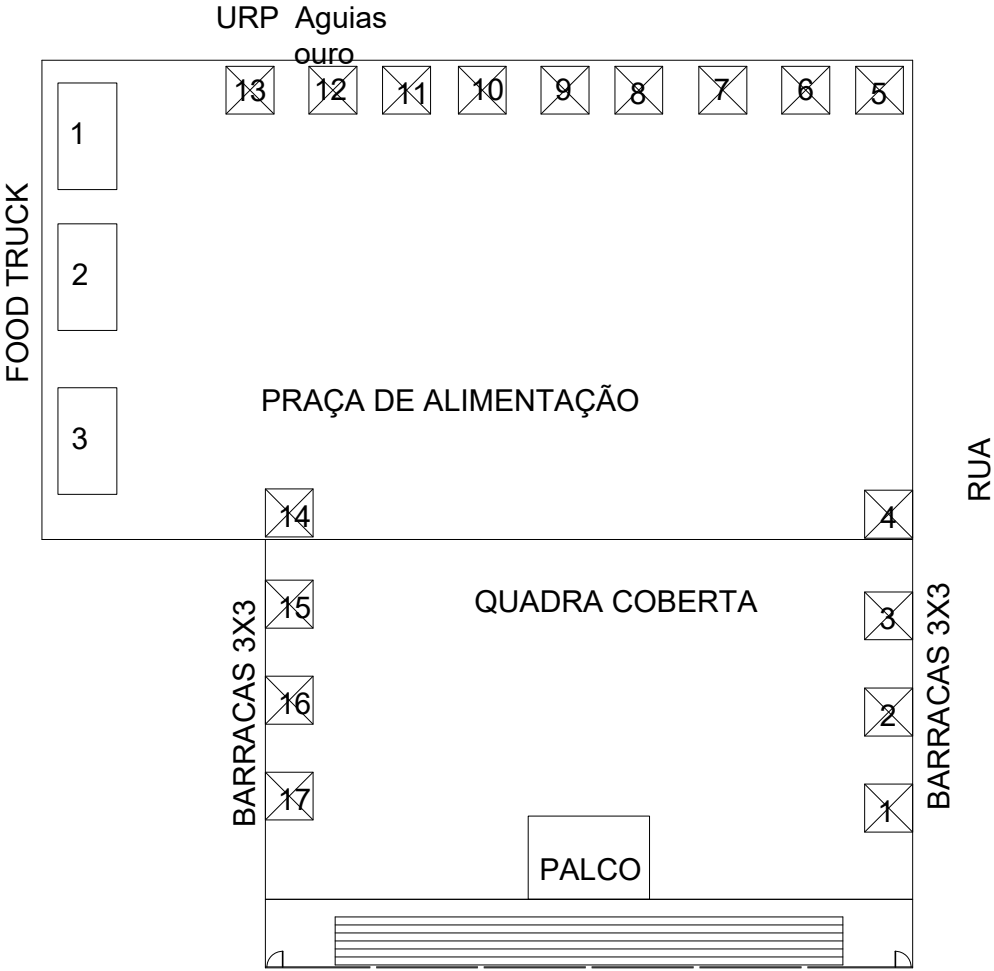 URP Aguias
ouro
13 12 11 10 9 8 7 6 5
1
FOOD TRUCK
2
3
PRAÇA DE ALIMENTAÇÃO
RUA
14
4
QUADRA COBERTA
15
3
BARRACAS 3X3
BARRACAS 3X3
16
2
17
1
PALCO